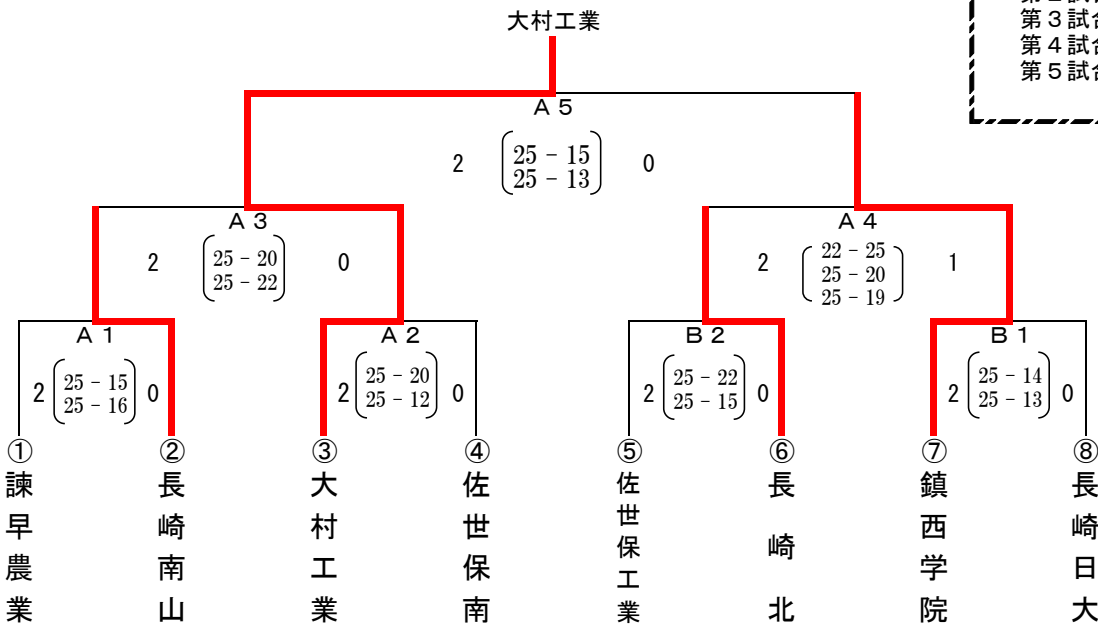 大村工業
第3試合
第4試合
第5試合
A5
2 25-15 0
25-13
A3
2 25-20 0
25-22
A4
2 22-25 1
25-20
25-19
A1
2 25-15 0
25-16
A2
2 25-20 0
25-12
B2
2 25-22 0
25-15
B1
2 25-14 0
25-13
①諫早農業
②長崎南山
③大村工業
④佐世保南
⑤佐世保工業
⑥長崎北
⑦鎮西学院
⑧長崎日大